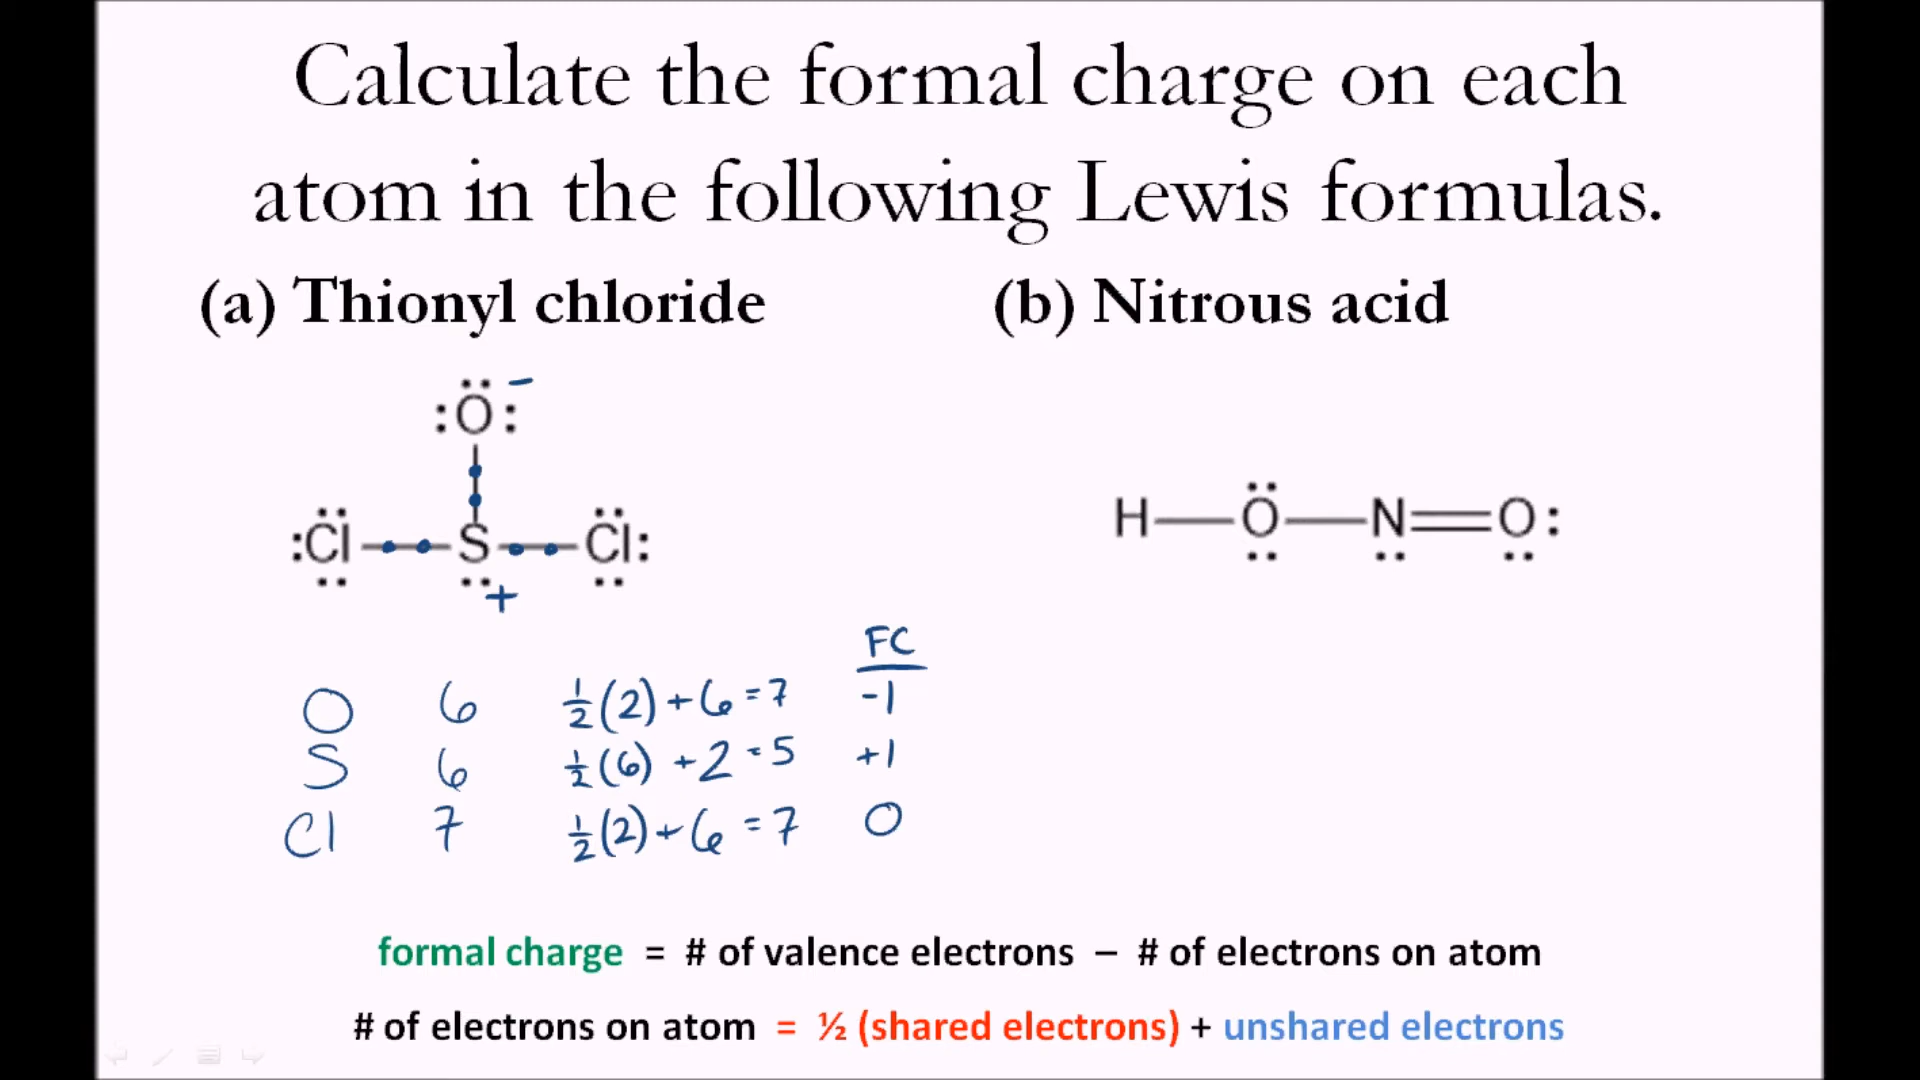 Calculate the formal charge on each
atom in the following Lewis formulas.
(a) Thionyl chloride
(b) Nitrous acid
:O: −
:Cl S Cl:
+
H O N O:
FC
O 6 ½(2)+6=7 -1
S 6 ½(6)+2=5 +1
Cl 7 ½(2)+6=7 0
formal charge = # of valence electrons – # of electrons on atom
# of electrons on atom = ½ (shared electrons) + unshared electrons